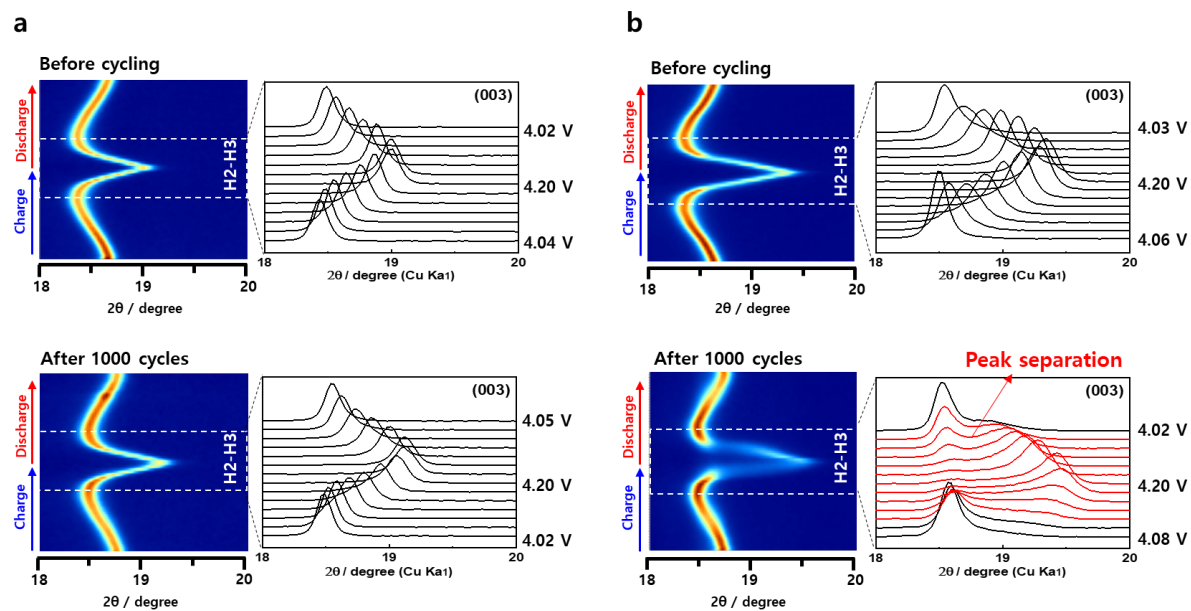 a
Before cycling
Discharge
Charge
H2-H3
18 19 20
2θ / degree
(003)
4.02 V
4.20 V
4.04 V
18 19 20
2θ / degree (Cu Ka1)
After 1000 cycles
Discharge
Charge
H2-H3
18 19 20
2θ / degree
(003)
4.05 V
4.20 V
4.02 V
18 19 20
2θ / degree (Cu Ka1)
b
Before cycling
Discharge
Charge
H2-H3
18 19 20
2θ / degree
(003)
4.03 V
4.20 V
4.06 V
18 19 20
2θ / degree (Cu Ka1)
After 1000 cycles
Discharge
Charge
H2-H3
18 19 20
2θ / degree
Peak separation
(003)
4.02 V
4.20 V
4.08 V
18 19 20
2θ / degree (Cu Ka1)